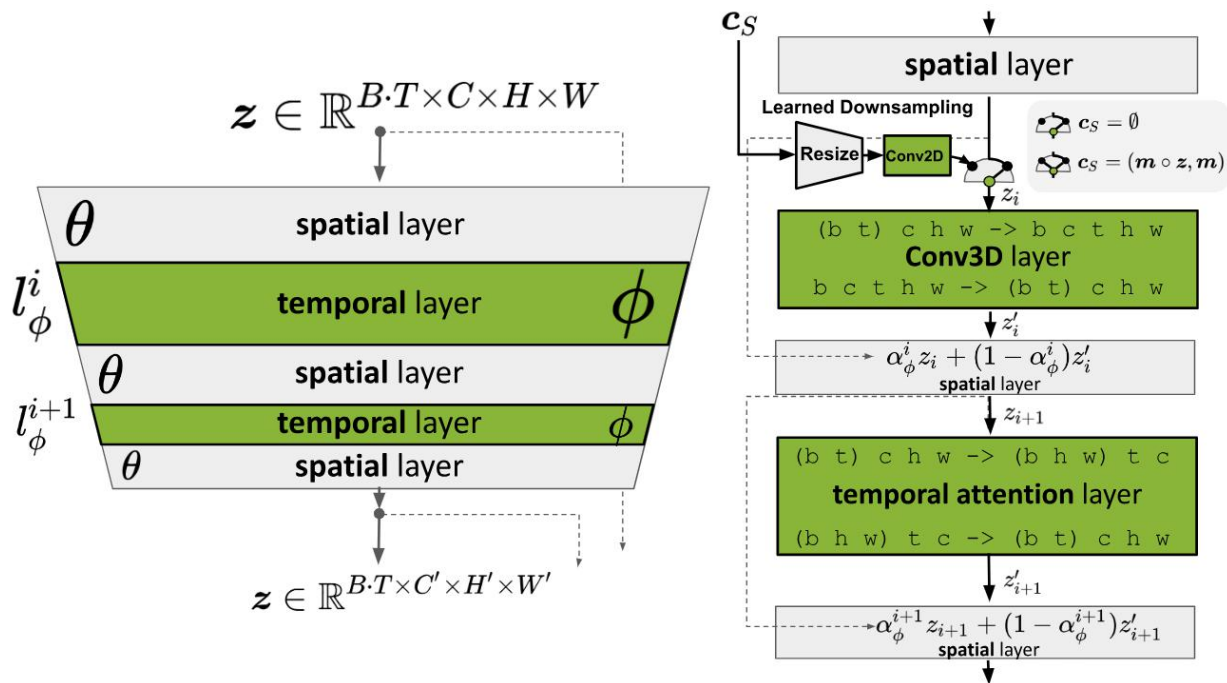 z ∈ ℝ^{B·T×C×H×W}
θ
spatial layer
l_ϕ^i
temporal layer
ϕ
θ
spatial layer
l_ϕ^{i+1}
temporal layer
ϕ
θ
spatial layer
z ∈ ℝ^{B·T×C′×H′×W′}
c_S
spatial layer
Learned Downsampling
Resize
Conv2D
c_S = ∅
c_S = (m ∘ z, m)
z_i
(b t) c h w -> b c t h w
Conv3D layer
b c t h w -> (b t) c h w
z′_i
α_ϕ^i z_i + (1 − α_ϕ^i) z′_i
spatial layer
z_{i+1}
(b t) c h w -> (b h w) t c
temporal attention layer
(b h w) t c -> (b t) c h w
z′_{i+1}
α_ϕ^{i+1} z_{i+1} + (1 − α_ϕ^{i+1}) z′_{i+1}
spatial layer